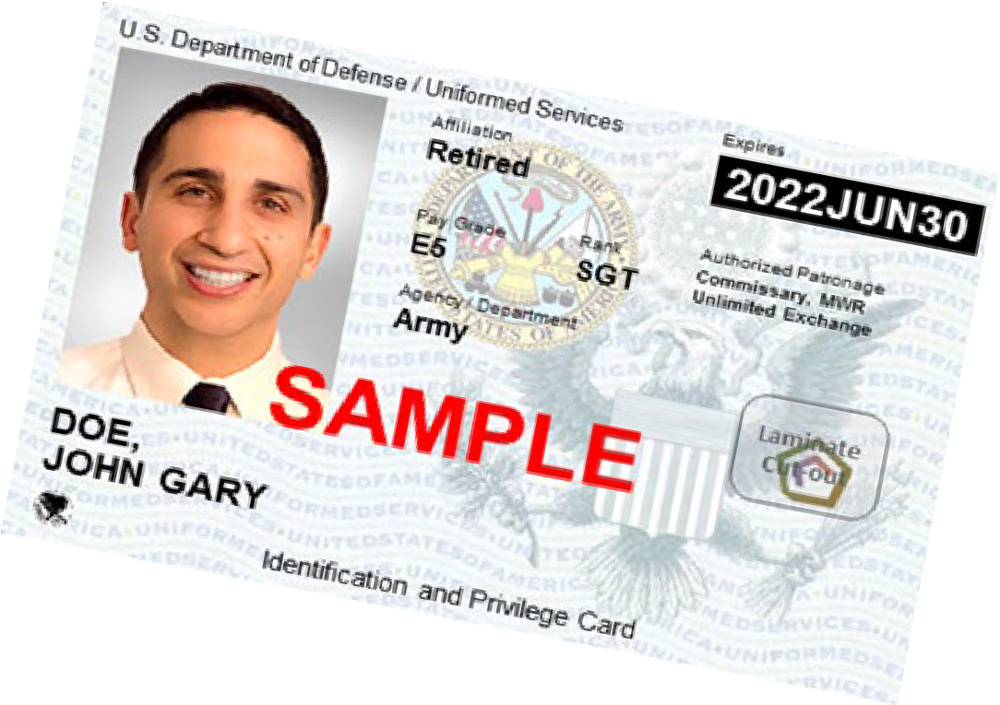 U.S. Department of Defense / Uniformed Services
Affiliation
Retired
Expires
2022JUN30
Pay Grade
E5
Rank
SGT
Agency / Department
Army
Authorized Patronage
Commissary, MWR
Unlimited Exchange
SAMPLE
Laminate
Cut-out
DOE,
JOHN GARY
Identification and Privilege Card